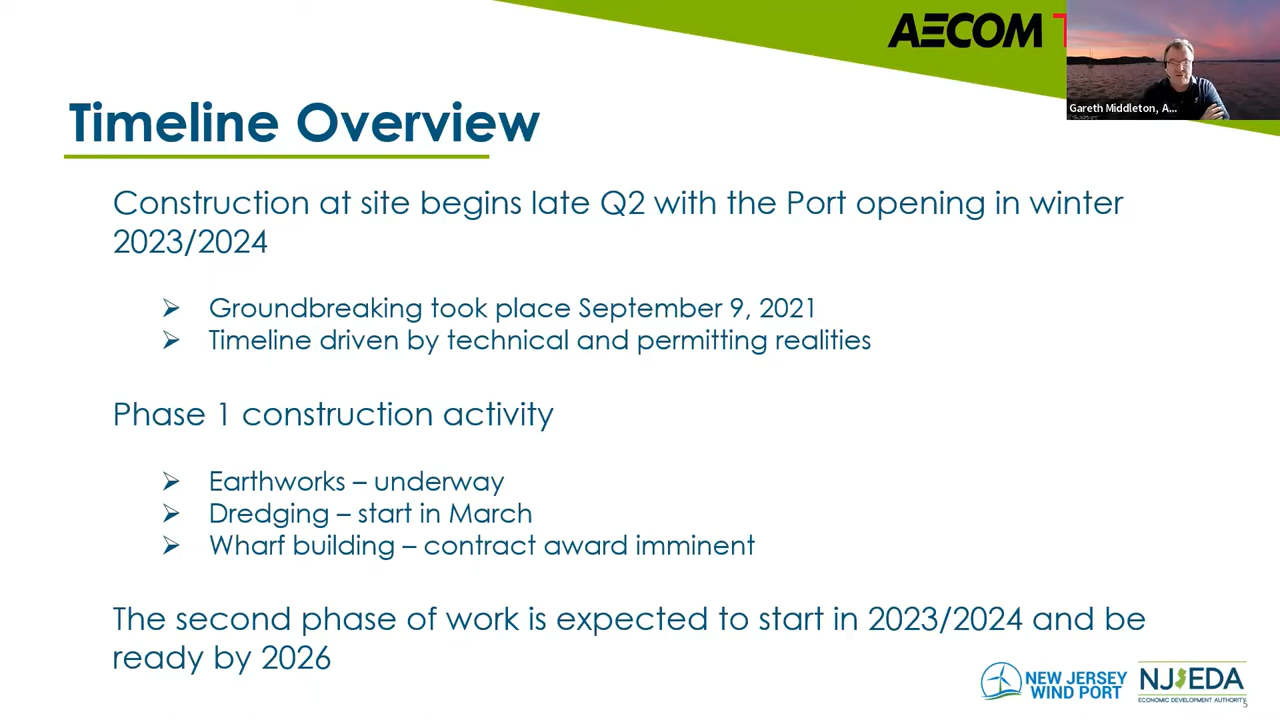 AECOM
Gareth Middleton, A...
Timeline Overview
Construction at site begins late Q2 with the Port opening in winter
2023/2024
Groundbreaking took place September 9, 2021
Timeline driven by technical and permitting realities
Phase 1 construction activity
Earthworks – underway
Dredging – start in March
Wharf building – contract award imminent
The second phase of work is expected to start in 2023/2024 and be
ready by 2026
NEW JERSEY
WIND PORT
NJEDA
ECONOMIC DEVELOPMENT AUTHORITY
5